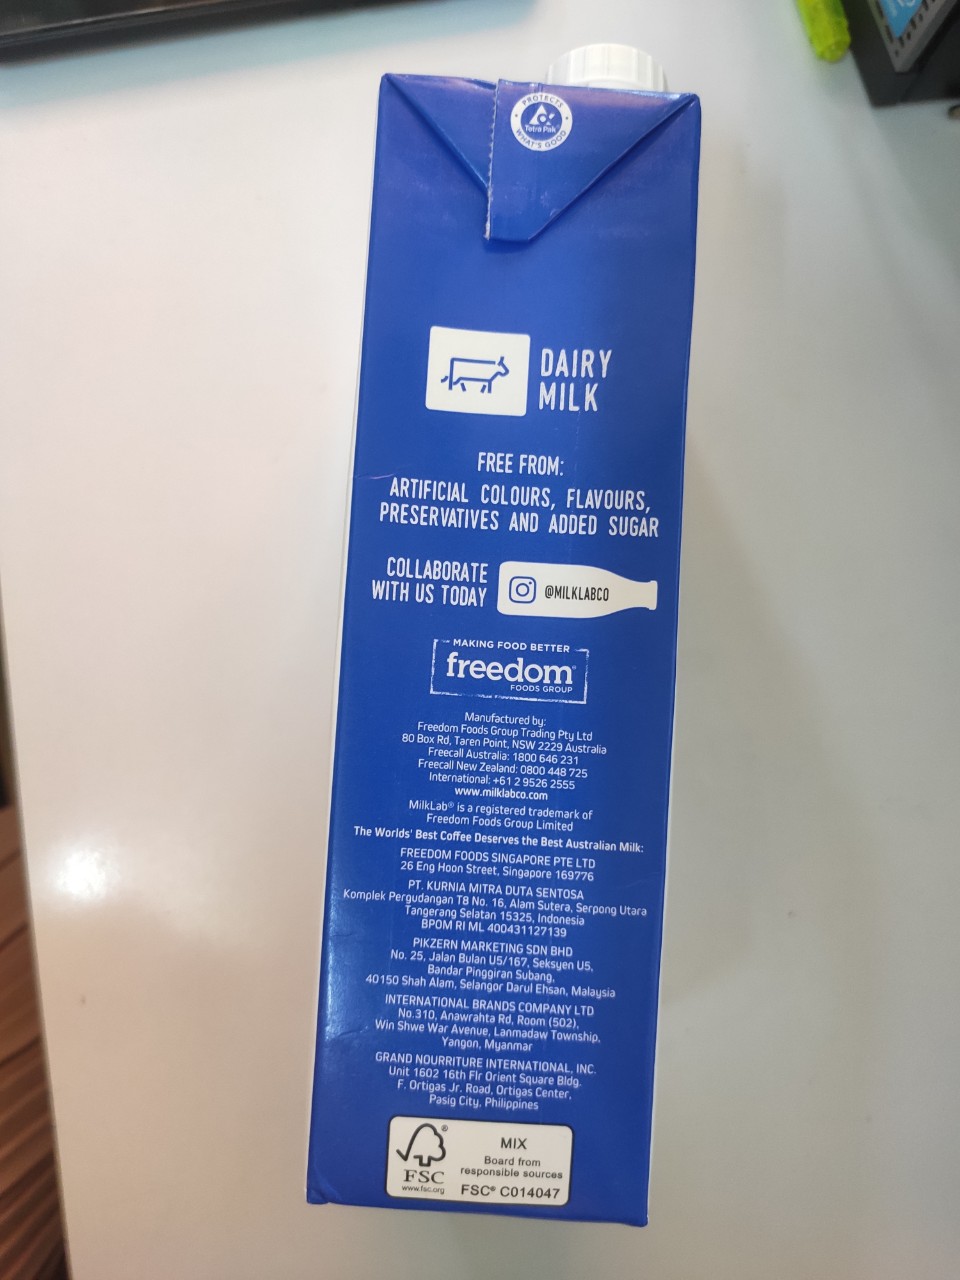 PROTECTS
Tetra Pak
WHAT'S GOOD
DAIRY
MILK
FREE FROM:
ARTIFICIAL COLOURS, FLAVOURS,
PRESERVATIVES AND ADDED SUGAR
COLLABORATE
WITH US TODAY
@MILKLABCO
MAKING FOOD BETTER
freedom
FOODS GROUP
Manufactured by:
Freedom Foods Group Trading Pty Ltd
80 Box Rd, Taren Point, NSW 2229 Australia
Freecall Australia: 1800 646 231
Freecall New Zealand: 0800 448 725
International: +61 2 9526 2555
www.milklabco.com
MilkLab® is a registered trademark of
Freedom Foods Group Limited
The Worlds' Best Coffee Deserves the Best Australian Milk:
FREEDOM FOODS SINGAPORE PTE LTD
26 Eng Hoon Street, Singapore 169776
PT. KURNIA MITRA DUTA SENTOSA
Komplek Pergudangan T8 No. 16, Alam Sutera, Serpong Utara
Tangerang Selatan 15325, Indonesia
BPOM RI ML 400431127139
PIKZERN MARKETING SDN BHD
No. 25, Jalan Bulan U5/167, Seksyen U5,
Bandar Pinggiran Subang,
40150 Shah Alam, Selangor Darul Ehsan, Malaysia
INTERNATIONAL BRANDS COMPANY LTD
No.310, Anawrahta Rd, Room (502),
Win Shwe War Avenue, Lanmadaw Township,
Yangon, Myanmar
GRAND NOURRITURE INTERNATIONAL, INC.
Unit 1602 16th Flr Orient Square Bldg.
F. Ortigas Jr. Road, Ortigas Center,
Pasig City, Philippines
FSC®
www.fsc.org
MIX
Board from
responsible sources
FSC® C014047